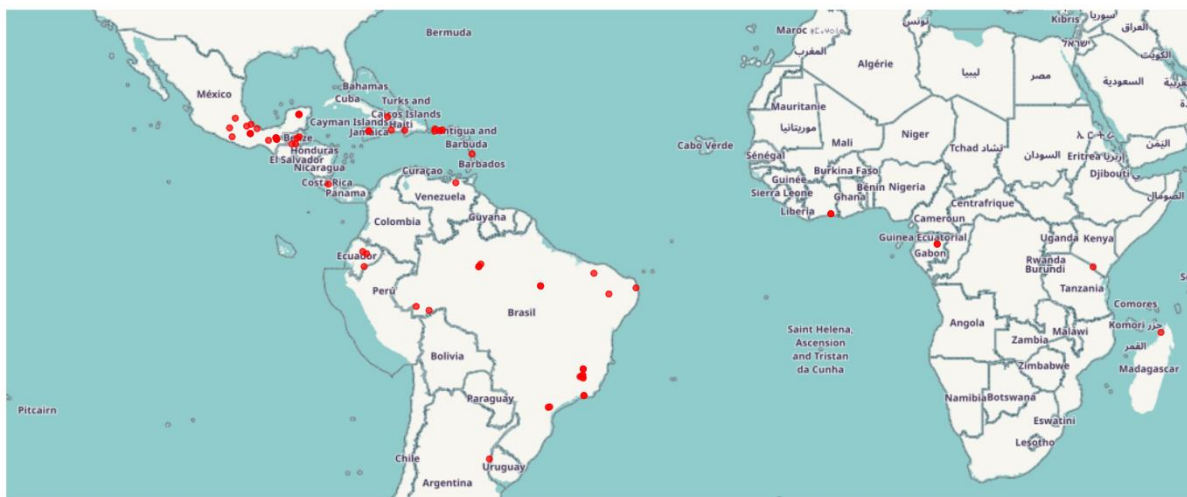 Bermuda
México
Bahamas
Cuba
Turks and
Caicos Islands
Cayman Islands
Haiti
Jamaica
Antigua and
Barbuda
Belize
Honduras
El Salvador
Nicaragua
Barbados
Curaçao
Costa Rica
Panamá
Venezuela
Guyana
Colombia
Ecuador
Perú
Brasil
Bolivia
Paraguay
Chile
Uruguay
Argentina
Pitcairn
Cabo Verde
Saint Helena,
Ascension
and Tristan
da Cunha
Maroc
المغرب
تونس
Kıbrıs
سوريا
العراق
ישראל
الكويت
Algérie
ليبيا
مصر
السعودية
Mauritanie
موريتانيا
Mali
Niger
Tchad تشاد
السودان
Eritrea
اليمن
Sénégal
Burkina Faso
Djibouti
Guinée
Bénin
Nigeria
Sierra Leone
Ghana
الصومال
Liberia
Centrafrique
Cameroun
Guinea Ecuatorial
Gabon
Uganda
Kenya
Rwanda
Burundi
Tanzania
Comores
Komori جزر
القمر
Angola
Malawi
Zambia
Zimbabwe
Madagascar
Namibia
Botswana
Eswatini
Lesotho